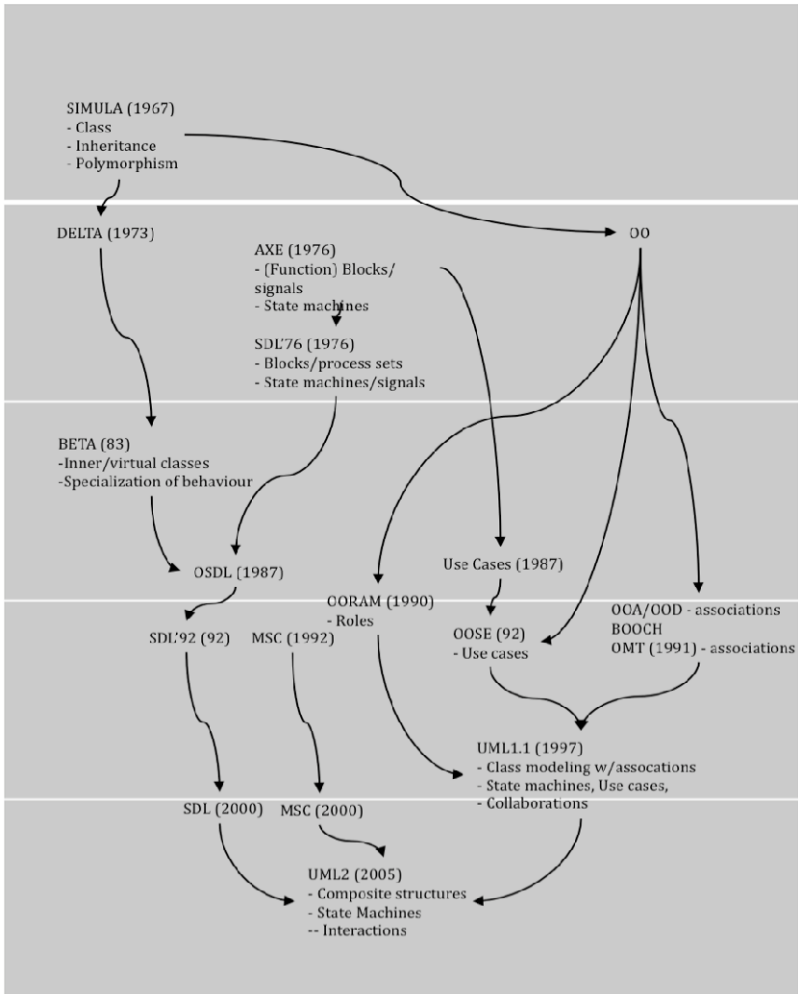 SIMULA (1967)
- Class
- Inheritance
- Polymorphism
DELTA (1973)
OO
AXE (1976)
- (Function) Blocks/
signals
- State machines
SDL'76 (1976)
- Blocks/process sets
- State machines/signals
BETA (83)
-Inner/virtual classes
-Specialization of behaviour
OSDL (1987)
Use Cases (1987)
OORAM (1990)
- Roles
OOA/OOD - associations
BOOCH
OMT (1991) - associations
SDL'92 (92)
MSC (1992)
OOSE (92)
- Use cases
UML1.1 (1997)
- Class modeling w/assocations
- State machines, Use cases,
- Collaborations
SDL (2000)
MSC (2000)
UML2 (2005)
- Composite structures
- State Machines
-- Interactions